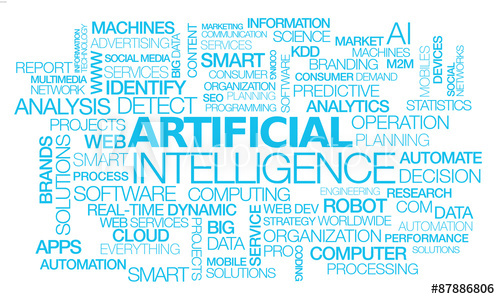 MACHINES
ADVERTISING
INFORMATION
TECHNOLOGY
WWW
SOCIAL MEDIA
SERVICES
BIG DATA
CONTENT
MARKETING
COMMUNICATION
SERVICES
INFORMATION
SCIENCE
SMART
KDD
MARKET
AI
MACHINES
BRANDING
M2M
MOBILES
DEVICES
SOCIAL
NETWORKS
REPORT
MULTIMEDIA
NETWORK
IDENTIFY
CONSUMER
ORGANIZATION
SEO PLANNING
PROGRAMMING
CODING
SOFTWARE
CONSUMER DEMAND
PREDICTIVE
ANALYSIS
DETECT
ANALYTICS
STATISTICS
PROJECTS
OPERATION
WEB
ARTIFICIAL
PLANNING
BRANDS
SOLUTIONS
SMART
INTELLIGENCE
AUTOMATE
PROCESS
DECISION
SOFTWARE
COMPUTING
ENGINEERING
RESEARCH
REAL-TIME
DYNAMIC
WEB DEV
ROBOT
COM
DATA
WEB SERVICES
BIG
STRATEGY
WORLDWIDE
AUTOMATION
APPS
CLOUD
PROJECTS
DATA
SERVICE
ORGANIZATION
PERFORMANCE
EVERYTHING
PRO
COMPUTER
SOLUTIONS
AUTOMATION
SMART
MOBILE
SOLUTIONS
CODING
PROCESSING
#87886806